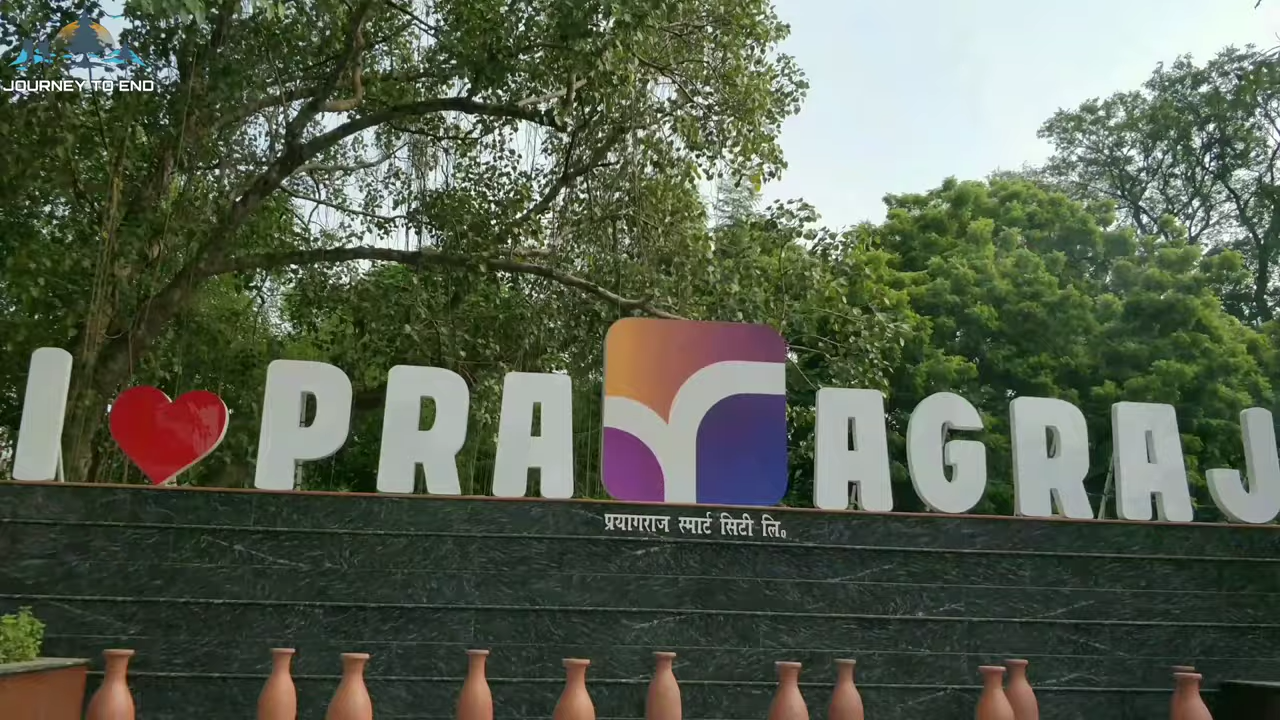 JOURNEY TO END
I ❤ PRAYAGRAJ
प्रयागराज स्मार्ट सिटी लि॰